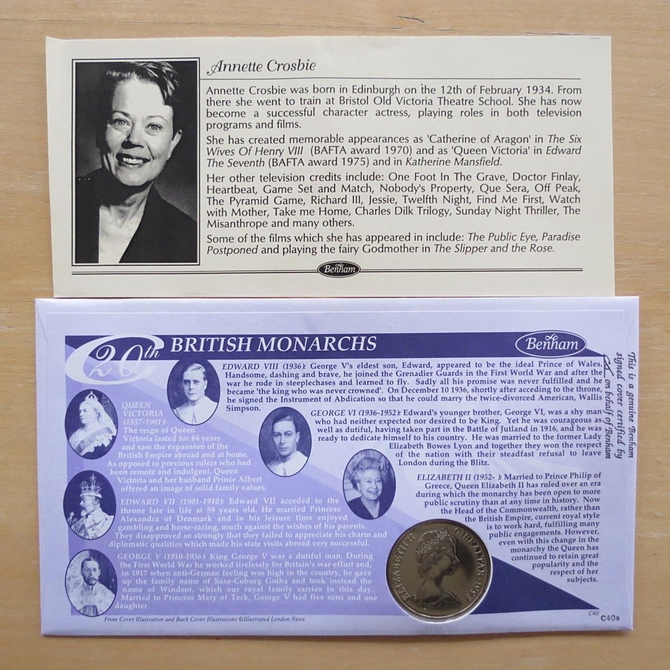 Annette Crosbie
Annette Crosbie was born in Edinburgh on the 12th of February 1934. From
there she went to train at Bristol Old Victoria Theatre School. She has now
become a successful character actress, playing roles in both television
programs and films.
She has created memorable appearances as 'Catherine of Aragon' in The Six
Wives Of Henry VIII (BAFTA award 1970) and as 'Queen Victoria' in Edward
The Seventh (BAFTA award 1975) and in Katherine Mansfield.
Her other television credits include: One Foot In The Grave, Doctor Finlay,
Heartbeat, Game Set and Match, Nobody's Property, Que Sera, Off Peak,
The Pyramid Game, Richard III, Jessie, Twelfth Night, Find Me First, Watch
with Mother, Take me Home, Charles Dilk Trilogy, Sunday Night Thriller, The
Misanthrope and many others.
Some of the films which she has appeared in include: The Public Eye, Paradise
Postponed and playing the fairy Godmother in The Slipper and the Rose.
Benham
20th BRITISH MONARCHS
Benham
This is a genuine Benham
signed cover certified by
on behalf of Benham
EDWARD VIII (1936): George V's eldest son, Edward, appeared to be the ideal Prince of Wales.
Handsome, dashing and brave, he joined the Grenadier Guards in the First World War and after the
war he rode in steeplechases and learned to fly. Sadly all his promise was never fulfilled and he
became 'the king who was never crowned'. On December 10 1936, shortly after acceding to the throne,
he signed the Instrument of Abdication so that he could marry the twice-divorced American, Wallis
Simpson.
QUEEN
VICTORIA
(1837-1901):
The reign of Queen
Victoria lasted for 64 years
and saw the expansion of the
British Empire abroad and at home.
As opposed to previous rulers who had
been remote and indulgent, Queen
Victoria and her husband Prince Albert
offered an image of solid family values.
GEORGE VI (1936-1952): Edward's younger brother, George VI, was a shy man
who had neither expected nor desired to be King. Yet he was courageous as
well as dutiful, having taken part in the Battle of Jutland in 1916, and he was
ready to dedicate himself to his country. He was married to the former Lady
Elizabeth Bowes Lyon and together they won the respect
of the nation with their steadfast refusal to leave
London during the Blitz.
EDWARD VII (1901-1910): Edward VII acceded to the
throne late in life at 59 years old. He married Princess
Alexandra of Denmark and in his leisure time enjoyed
gambling and horse-racing, much against the wishes of his parents.
They disapproved so strongly that they failed to appreciate his charm and
diplomatic qualities which made his state visits abroad very successful.
ELIZABETH II (1952- ): Married to Prince Philip of
Greece, Queen Elizabeth II has ruled over an era
during which the monarchy has been open to more
public scrutiny than at any time in history. Now
the Head of the Commonwealth, rather than
the British Empire, current royal style
is to work hard, fulfilling many
public engagements. However,
even with this change in the
monarchy the Queen has
continued to retain great
popularity and the
respect of her
subjects.
GEORGE V (1910-1936): King George V was a dutiful man. During
the First World War he worked tirelessly for Britain's war effort and,
in 1917 when anti-German feeling was high in the country, he gave
up the family name of Saxe-Coburg Gotha and took instead the
name of Windsor, which our royal family carries to this day.
Married to Princess Mary of Teck, George V had five sons and one
daughter.
ELIZABETH II
Front Cover Illustration and Back Cover Illustrations ©Illustrated London News
C40
C40a